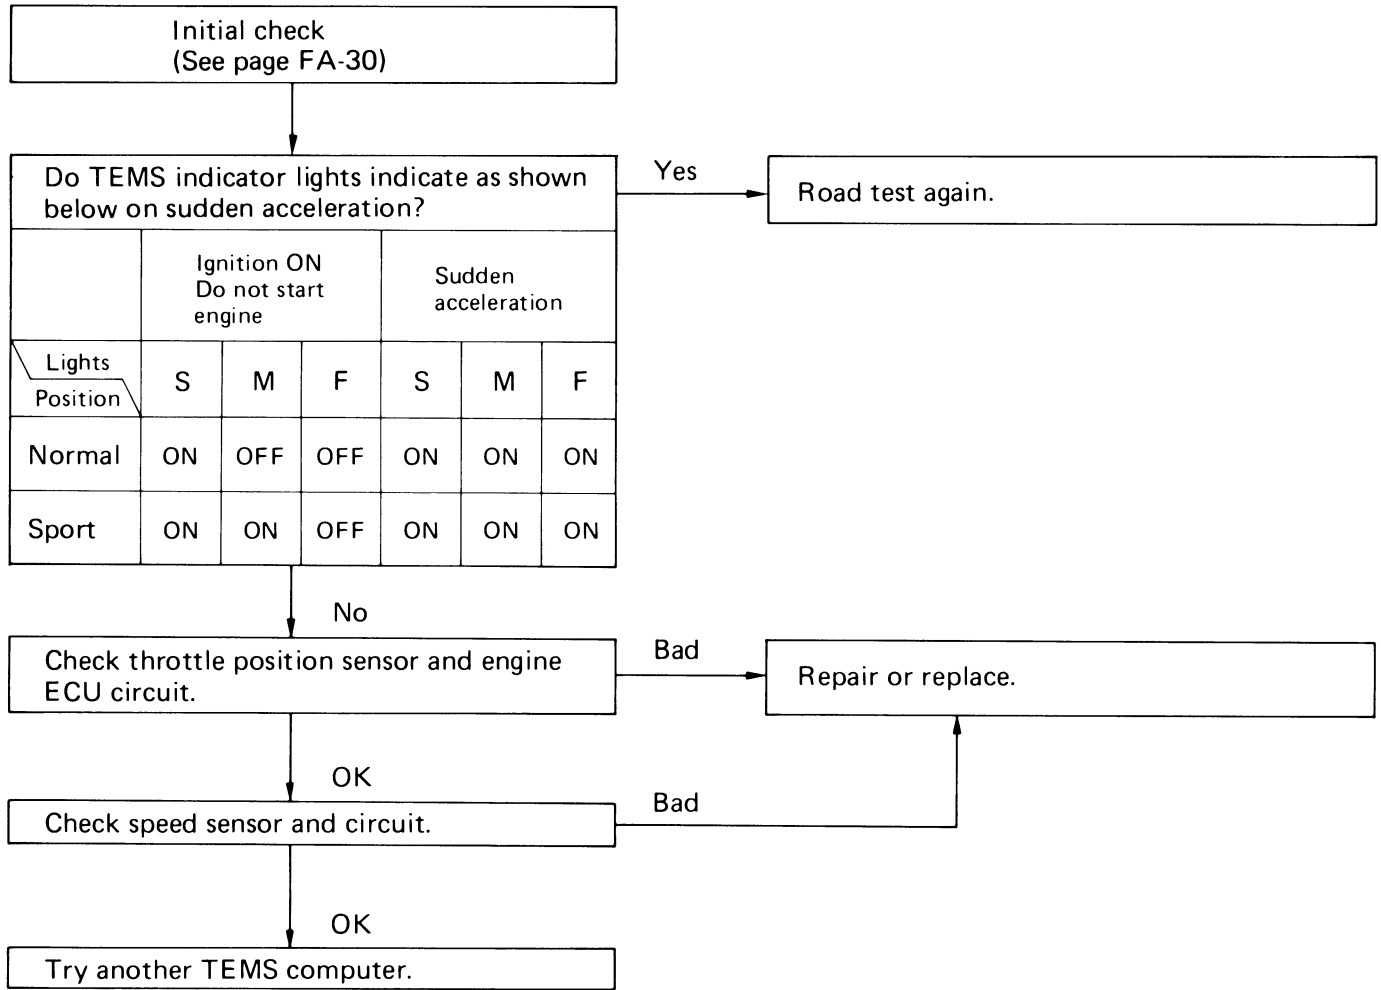 Initial check
(See page FA-30)
Do TEMS indicator lights indicate as shown
below on sudden acceleration?
Yes
Road test again.
Ignition ON
Do not start
engine
Sudden
acceleration
Lights
Position
S M F S M F
Normal ON OFF OFF ON ON ON
Sport ON ON OFF ON ON ON
No
Check throttle position sensor and engine
ECU circuit.
Bad
Repair or replace.
OK
Check speed sensor and circuit.
Bad
OK
Try another TEMS computer.